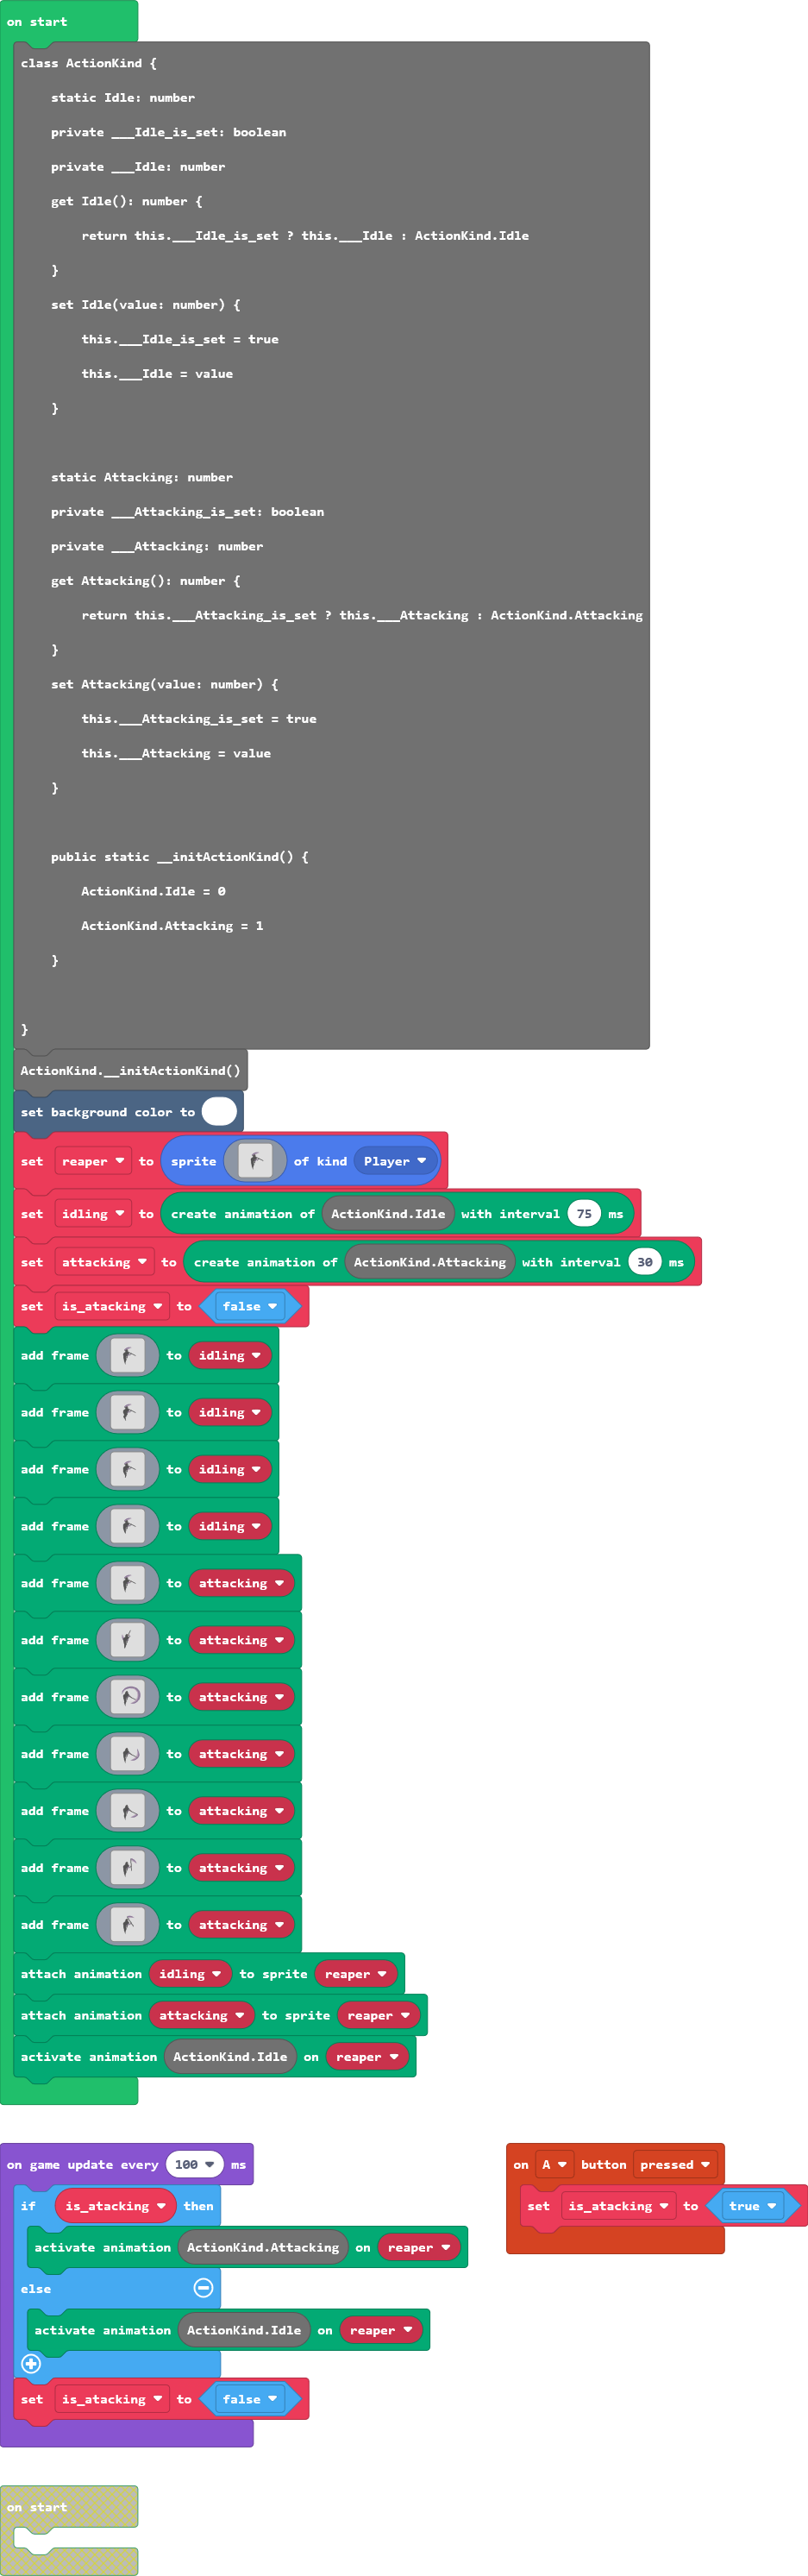 on start
class ActionKind {
static Idle: number
private ___Idle_is_set: boolean
private ___Idle: number
get Idle(): number {
return this.___Idle_is_set ? this.___Idle : ActionKind.Idle
}
set Idle(value: number) {
this.___Idle_is_set = true
this.___Idle = value
}
static Attacking: number
private ___Attacking_is_set: boolean
private ___Attacking: number
get Attacking(): number {
return this.___Attacking_is_set ? this.___Attacking : ActionKind.Attacking
}
set Attacking(value: number) {
this.___Attacking_is_set = true
this.___Attacking = value
}
public static __initActionKind() {
ActionKind.Idle = 0
ActionKind.Attacking = 1
}
}
ActionKind.__initActionKind()
set background color to
set reaper to sprite of kind Player
set idling to create animation of ActionKind.Idle with interval 75 ms
set attacking to create animation of ActionKind.Attacking with interval 30 ms
set is_atacking to false
add frame to idling
add frame to idling
add frame to idling
add frame to idling
add frame to attacking
add frame to attacking
add frame to attacking
add frame to attacking
add frame to attacking
add frame to attacking
add frame to attacking
attach animation idling to sprite reaper
attach animation attacking to sprite reaper
activate animation ActionKind.Idle on reaper
on game update every 100 ms
if is_atacking then
activate animation ActionKind.Attacking on reaper
else
activate animation ActionKind.Idle on reaper
set is_atacking to false
on A button pressed
set is_atacking to true
on start